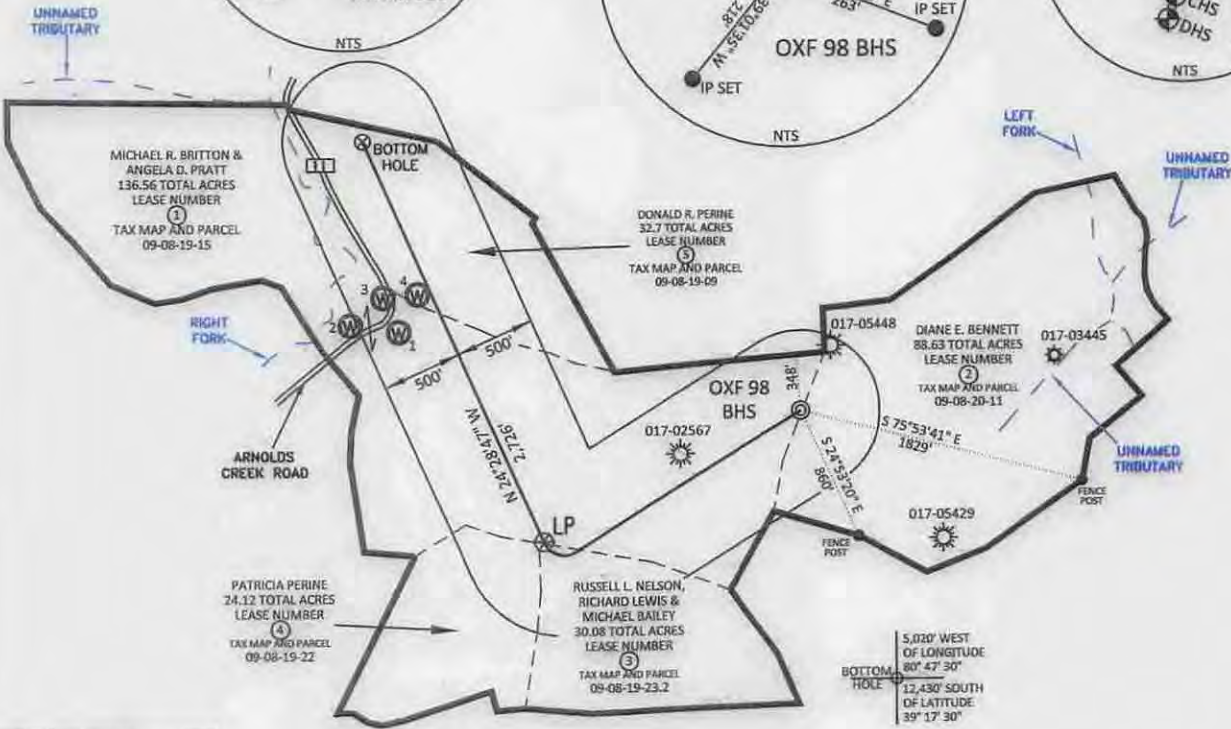 UNNAMED
TRIBUTARY
NTS
IP SET
OXF 98 BHS
IP SET
NTS
CHS
DHS
NTS
MICHAEL R. BRITTON &
ANGELA D. PRATT
136.56 TOTAL ACRES
LEASE NUMBER
1
TAX MAP AND PARCEL
09-08-19-15
11
BOTTOM
HOLE
DONALD R. PERINE
32.7 TOTAL ACRES
LEASE NUMBER
5
TAX MAP AND PARCEL
09-08-19-09
LEFT
FORK
UNNAMED
TRIBUTARY
RIGHT
FORK
3
W
4
W
2
W
W
1
500'
500'
ARNOLDS
CREEK ROAD
N 24°28'47" W
2,726'
017-05448
348'
OXF 98
BHS
017-02567
DIANE E. BENNETT
88.63 TOTAL ACRES
LEASE NUMBER
2
TAX MAP AND PARCEL
09-08-20-11
017-03445
UNNAMED
TRIBUTARY
S 75°53'41" E
1829'
S 24°53'20" E
860'
FENCE
POST
FENCE
POST
017-05429
LP
PATRICIA PERINE
24.12 TOTAL ACRES
LEASE NUMBER
4
TAX MAP AND PARCEL
09-08-19-22
RUSSELL L. NELSON,
RICHARD LEWIS &
MICHAEL BAILEY
30.08 TOTAL ACRES
LEASE NUMBER
3
TAX MAP AND PARCEL
09-08-19-23.2
BOTTOM
HOLE
5,020' WEST
OF LONGITUDE
80° 47' 30"
12,430' SOUTH
OF LATITUDE
39° 17' 30"